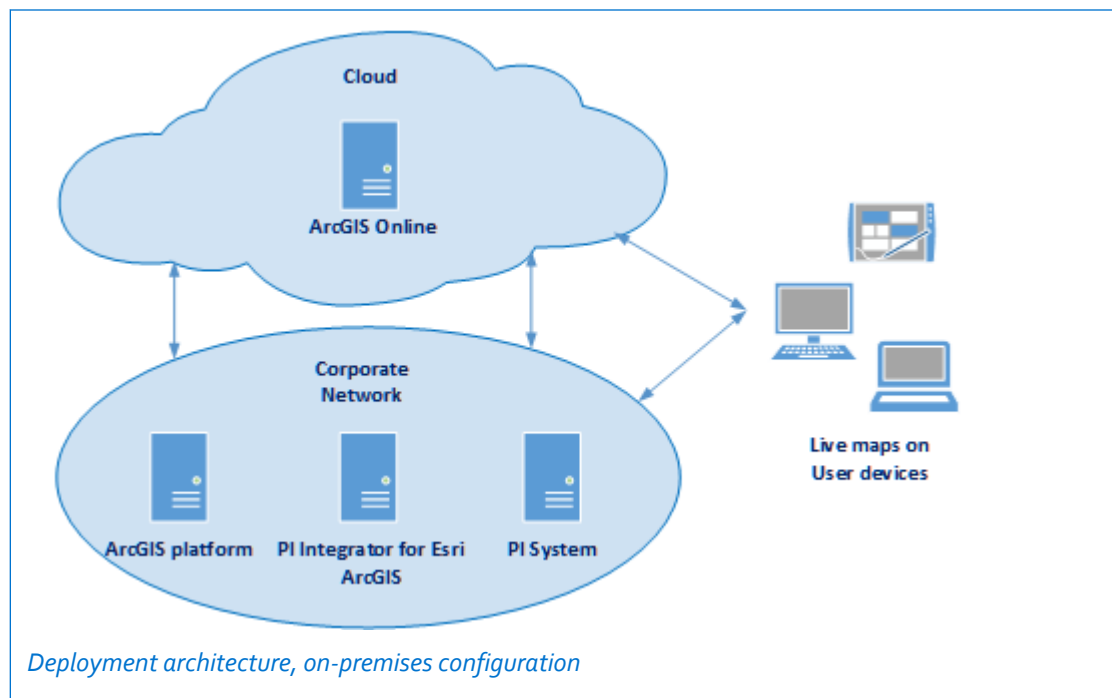 Cloud
ArcGIS Online
Corporate
Network
ArcGIS platform
PI Integrator for Esri
ArcGIS
PI System
Live maps on
User devices
Deployment architecture, on-premises configuration